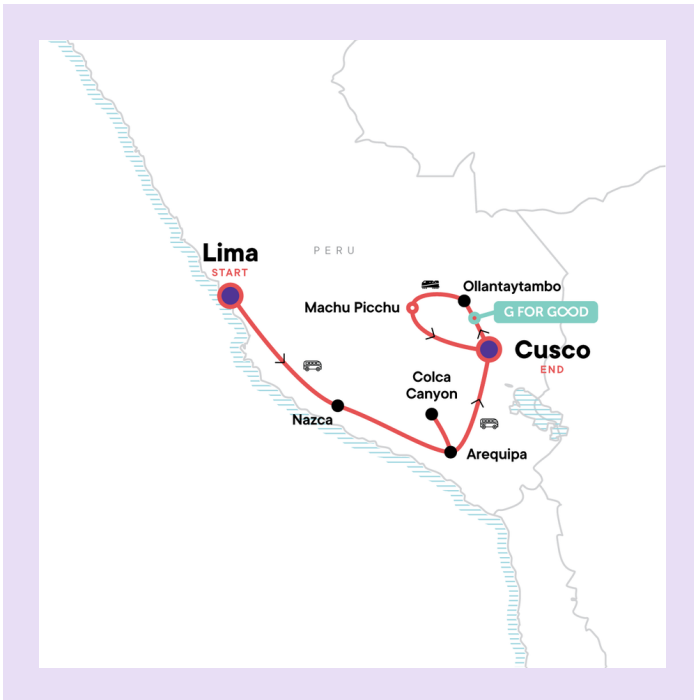 Lima
START
PERU
Ollantaytambo
Machu Picchu
G FOR GOOD
Cusco
END
Colca
Canyon
Nazca
Arequipa